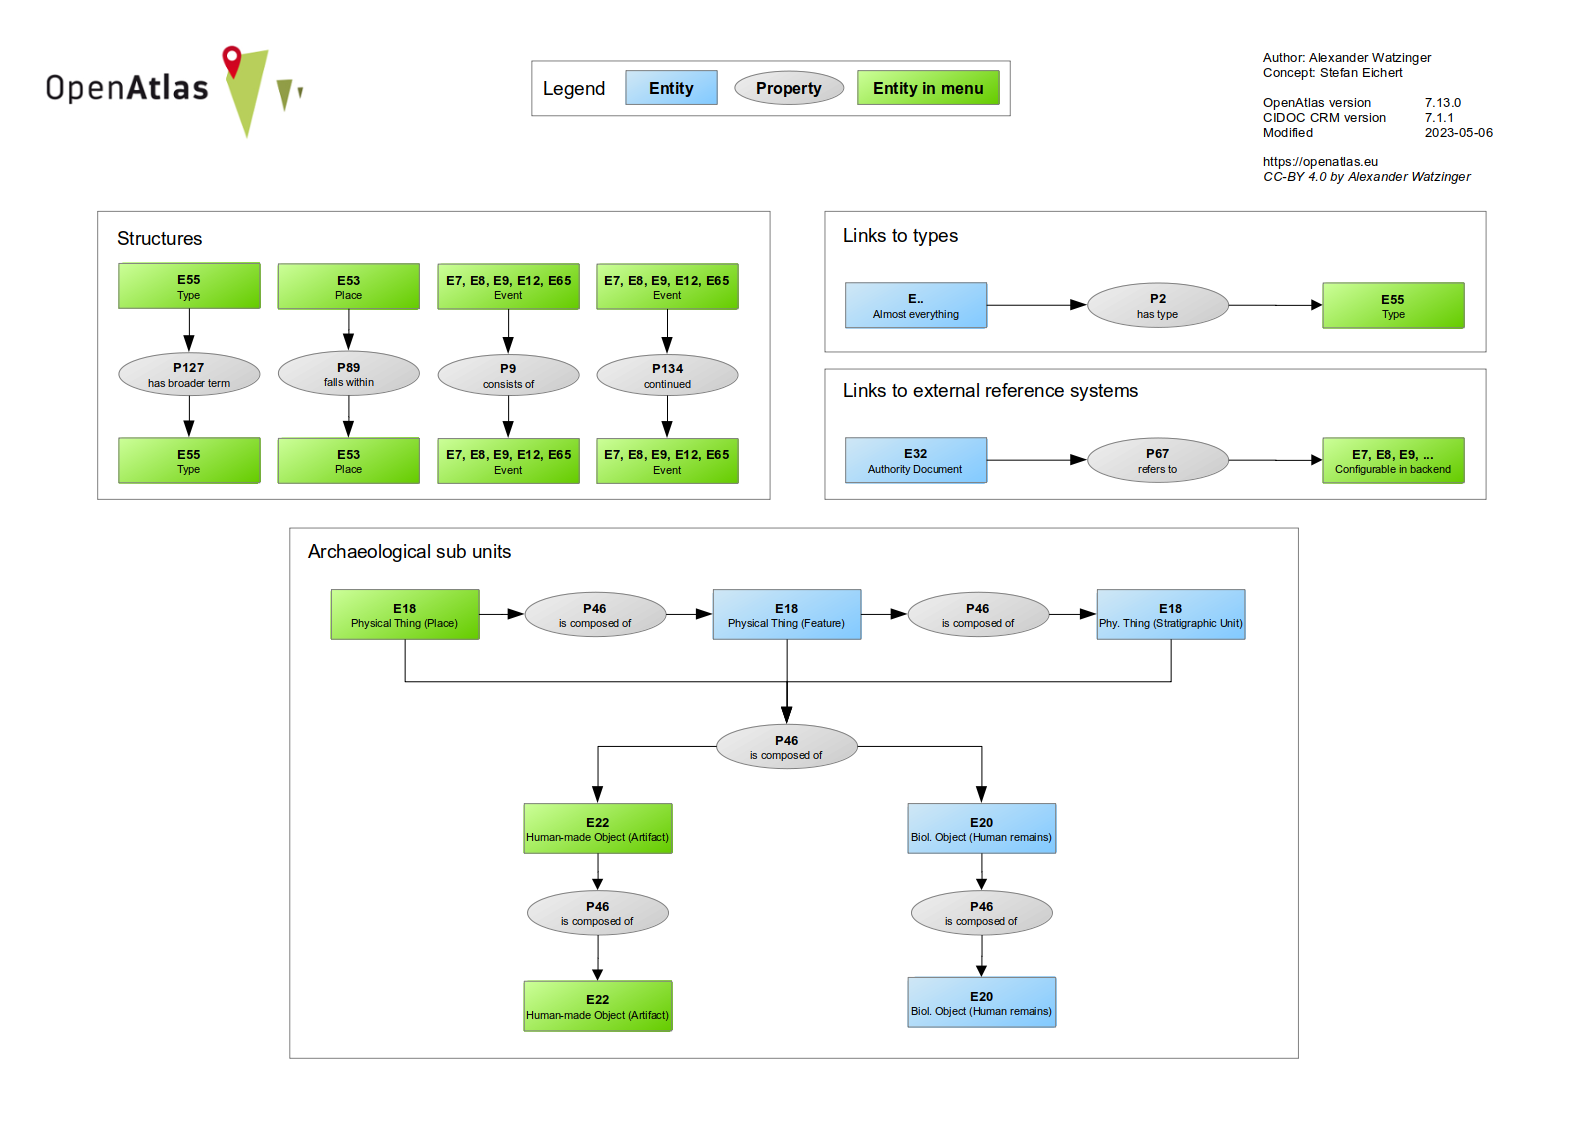 OpenAtlas
Legend
Entity
Property
Entity in menu
Author: Alexander Watzinger
Concept: Stefan Eichert
OpenAtlas version 7.13.0
CIDOC CRM version 7.1.1
Modified 2023-05-06
https://openatlas.eu
CC-BY 4.0 by Alexander Watzinger
Structures
E55
Type
P127
has broader term
E55
Type
E53
Place
P89
falls within
E53
Place
E7, E8, E9, E12, E65
Event
P9
consists of
E7, E8, E9, E12, E65
Event
E7, E8, E9, E12, E65
Event
P134
continued
E7, E8, E9, E12, E65
Event
Links to types
E..
Almost everything
P2
has type
E55
Type
Links to external reference systems
E32
Authority Document
P67
refers to
E7, E8, E9, ...
Configurable in backend
Archaeological sub units
E18
Physical Thing (Place)
P46
is composed of
E18
Physical Thing (Feature)
P46
is composed of
E18
Phy. Thing (Stratigraphic Unit)
P46
is composed of
E22
Human-made Object (Artifact)
P46
is composed of
E22
Human-made Object (Artifact)
E20
Biol. Object (Human remains)
P46
is composed of
E20
Biol. Object (Human remains)